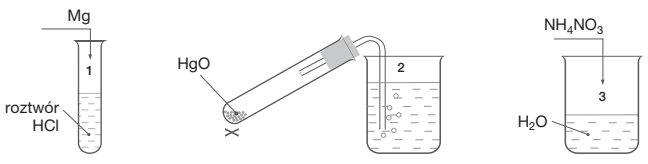 Mg
1
roztwór
HCl
HgO
2
NH₄NO₃
3
H₂O